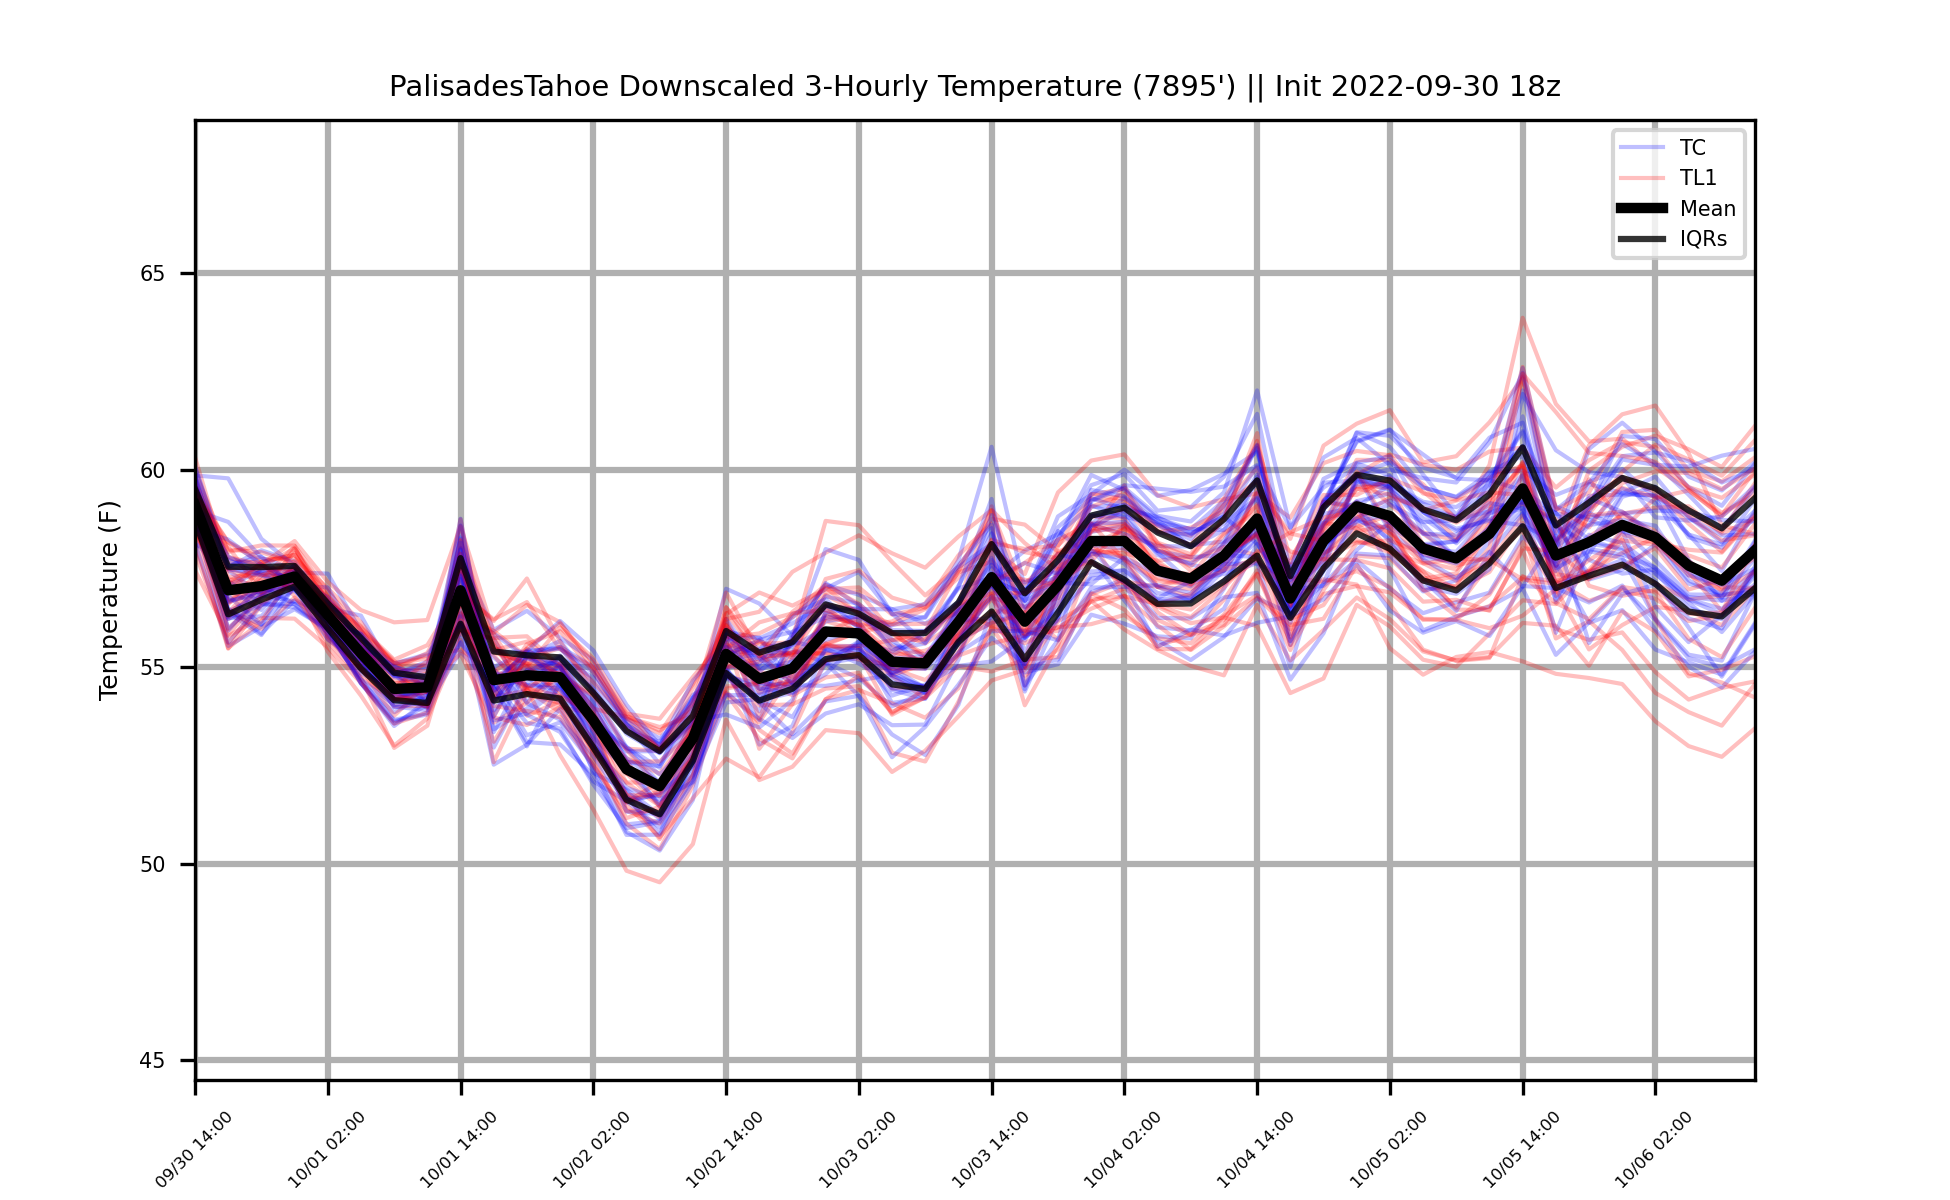 PalisadesTahoe Downscaled 3-Hourly Temperature (7895') || Init 2022-09-30 18z
TC
TL1
Mean
IQRs
Temperature (F)
65
60
55
50
45
09/30 14:00
10/01 02:00
10/01 14:00
10/02 02:00
10/02 14:00
10/03 02:00
10/03 14:00
10/04 02:00
10/04 14:00
10/05 02:00
10/05 14:00
10/06 02:00